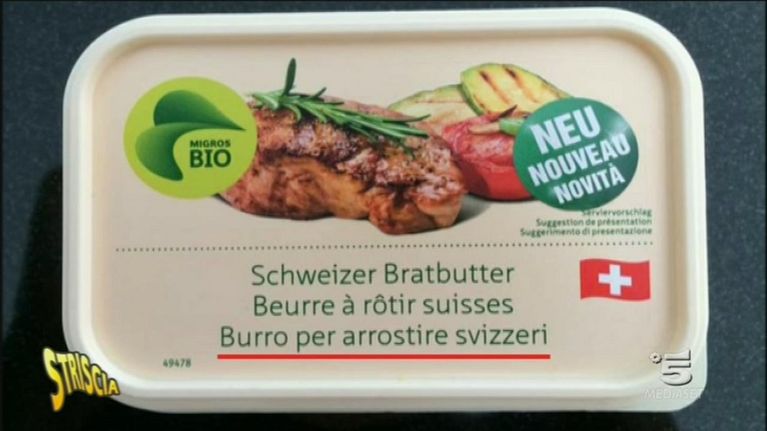 MIGROS
BIO
NEU
NOUVEAU
NOVITÀ
Serviervorschlag
Suggestion de présentation
Suggerimento di presentazione
Schweizer Bratbutter
Beurre à rôtir suisses
Burro per arrostire svizzeri
49478
STRISCIA
5
MEDIASET